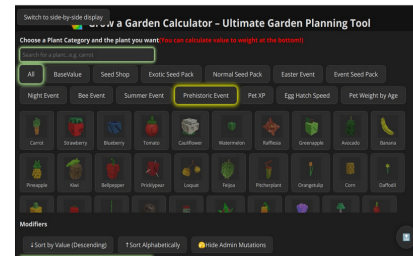 Switch to side-by-side display
w a Garden Calculator – Ultimate Garden Planning Tool
Choose a Plant Category and the plant you want(You can calculate value to weight at the bottom!)
Search for a plant, e.g. carrot
All BaseValue Seed Shop Exotic Seed Pack Normal Seed Pack Easter Event Event Seed Pack
Night Event Bee Event Summer Event Prehistoric Event Pet XP Egg Hatch Speed Pet Weight by Age
Carrot Strawberry Blueberry Tomato Cauliflower Watermelon Rafflesia Greenapple Avocado Banana
Pineapple Kiwi Bellpepper Pricklypear Loquat Feijoa Pitcherplant Orangetulip Corn Daffodil
Modifiers
↓Sort by Value (Descending) ↑Sort Alphabetically Hide Admin Mutations